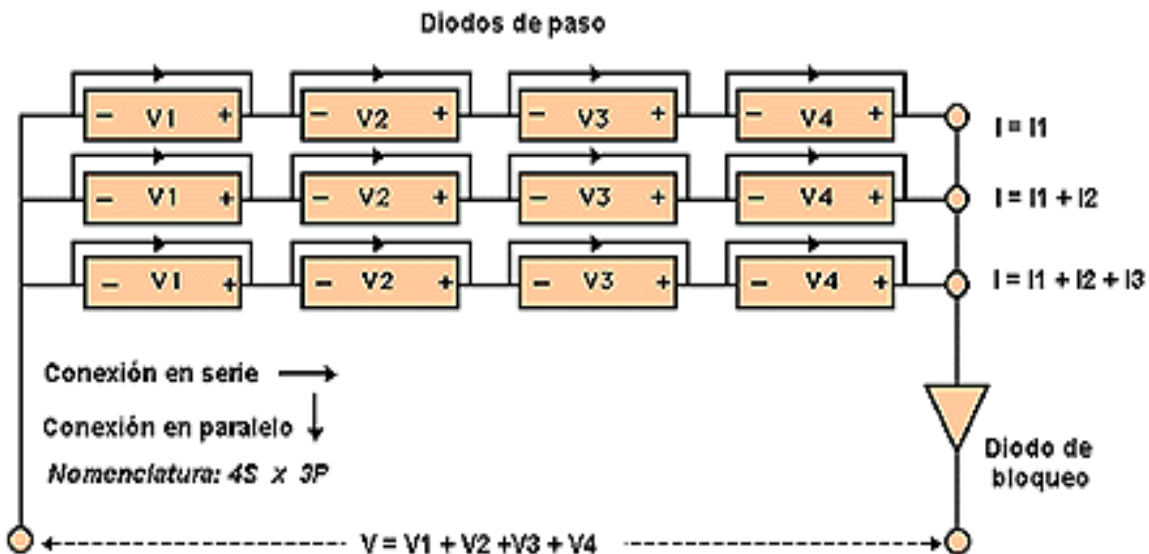 Diodos de paso
- V1 + - V2 + - V3 + - V4 +
I = I1
- V1 + - V2 + - V3 + - V4 +
I = I1 + I2
- V1 + - V2 + - V3 + - V4 +
I = I1 + I2 + I3
Conexión en serie
Conexión en paralelo
Nomenclatura: 4S x 3P
Diodo de
bloqueo
V = V1 + V2 +V3 + V4